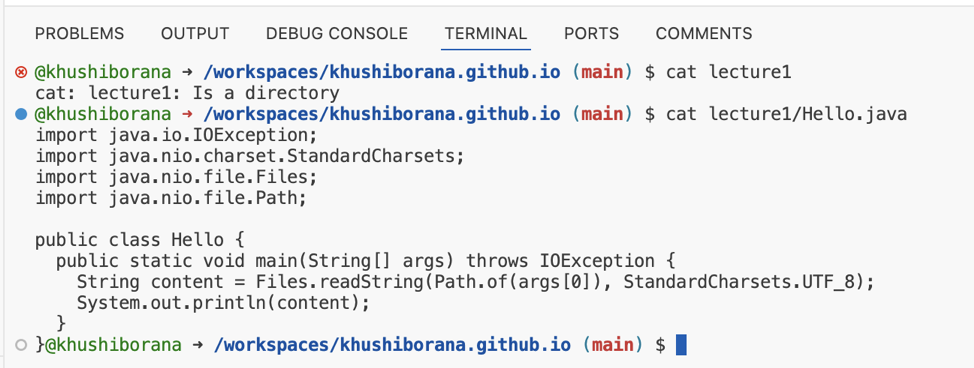 PROBLEMS OUTPUT DEBUG CONSOLE TERMINAL PORTS COMMENTS
@khushiborana ➜ /workspaces/khushiborana.github.io (main) $ cat lecture1
cat: lecture1: Is a directory
@khushiborana ➜ /workspaces/khushiborana.github.io (main) $ cat lecture1/Hello.java
import java.io.IOException;
import java.nio.charset.StandardCharsets;
import java.nio.file.Files;
import java.nio.file.Path;

public class Hello {
  public static void main(String[] args) throws IOException {
    String content = Files.readString(Path.of(args[0]), StandardCharsets.UTF_8);
    System.out.println(content);
  }
}@khushiborana ➜ /workspaces/khushiborana.github.io (main) $